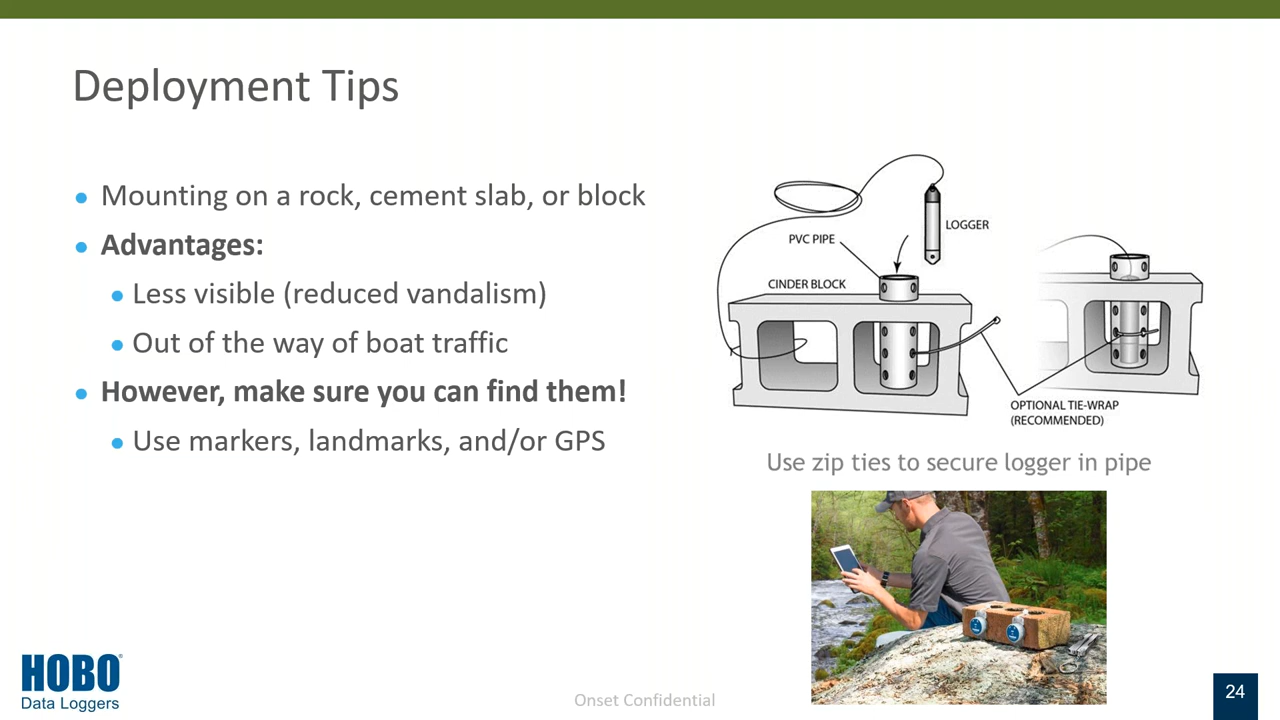 Deployment Tips
Mounting on a rock, cement slab, or block
Advantages:
Less visible (reduced vandalism)
Out of the way of boat traffic
However, make sure you can find them!
Use markers, landmarks, and/or GPS
LOGGER
PVC PIPE
CINDER BLOCK
OPTIONAL TIE-WRAP
(RECOMMENDED)
Use zip ties to secure logger in pipe
HOBO®
Data Loggers
Onset Confidential
24